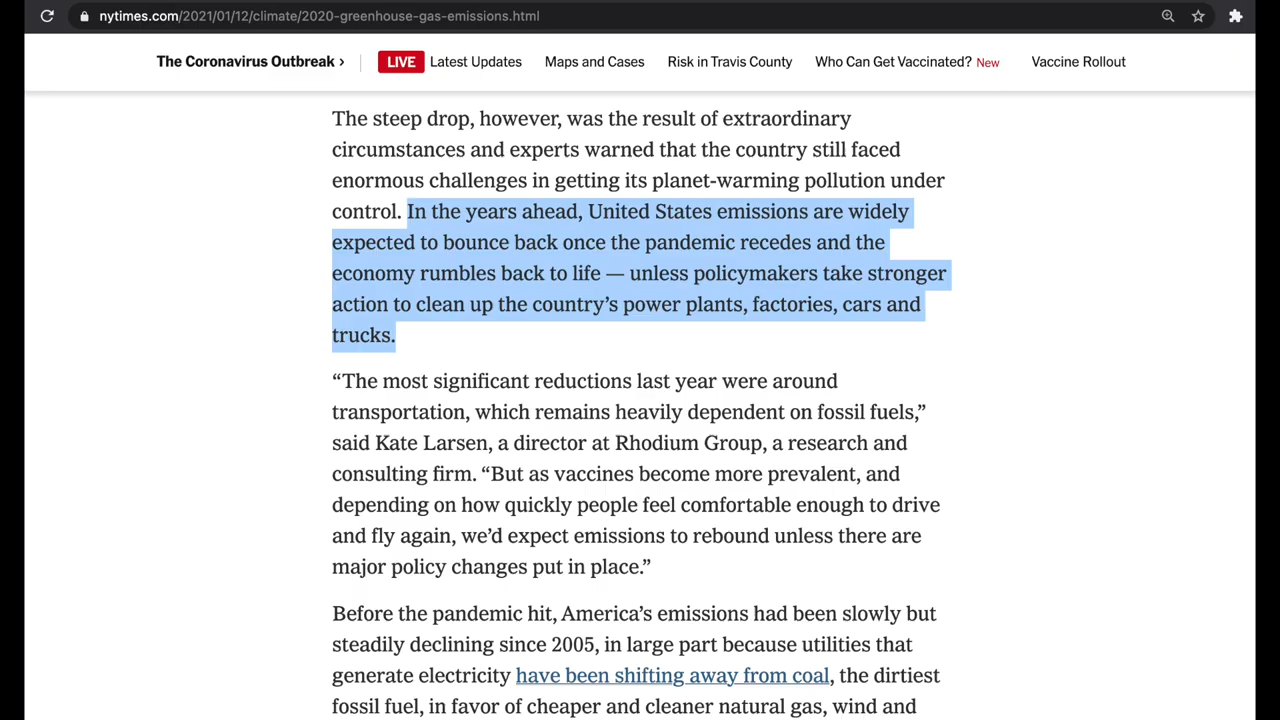 nytimes.com/2021/01/12/climate/2020-greenhouse-gas-emissions.html
The Coronavirus Outbreak › LIVE Latest Updates Maps and Cases Risk in Travis County Who Can Get Vaccinated? New Vaccine Rollout
The steep drop, however, was the result of extraordinary
circumstances and experts warned that the country still faced
enormous challenges in getting its planet-warming pollution under
control. In the years ahead, United States emissions are widely
expected to bounce back once the pandemic recedes and the
economy rumbles back to life — unless policymakers take stronger
action to clean up the country’s power plants, factories, cars and
trucks.
“The most significant reductions last year were around
transportation, which remains heavily dependent on fossil fuels,”
said Kate Larsen, a director at Rhodium Group, a research and
consulting firm. “But as vaccines become more prevalent, and
depending on how quickly people feel comfortable enough to drive
and fly again, we’d expect emissions to rebound unless there are
major policy changes put in place.”
Before the pandemic hit, America’s emissions had been slowly but
steadily declining since 2005, in large part because utilities that
generate electricity have been shifting away from coal, the dirtiest
fossil fuel, in favor of cheaper and cleaner natural gas, wind and